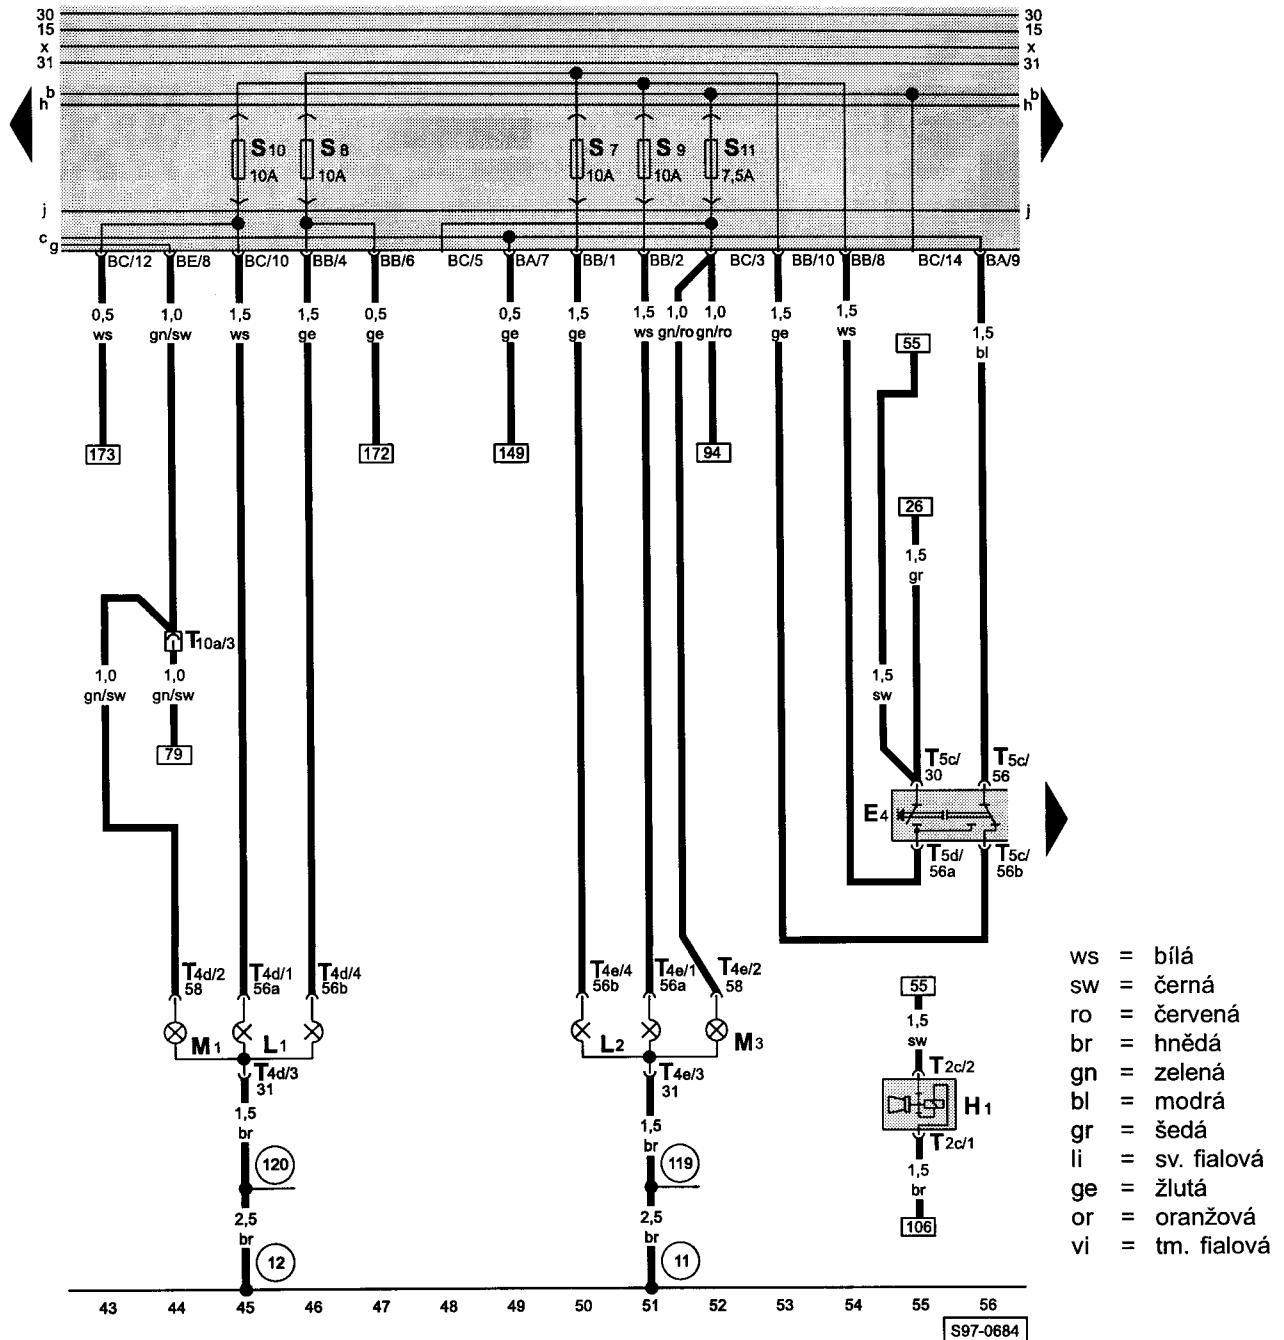 30 30
15 15
x x
31 31
b b
h h
S10 S8 S7 S9 S11
10A 10A 10A 10A 7,5A
j j
c
g
BC/12 BE/8 BC/10 BB/4 BB/6 BC/5 BA/7 BB/1 BB/2 BC/3 BB/10 BB/8 BC/14 BA/9
0,5 1,0 1,5 1,5 0,5 0,5 1,5 1,5 1,0 1,0 1,5 1,5 1,5
ws gn/sw ws ge ge ge ge ws gn/ro gn/ro ge ws bl
55
173 172 149 94
26
1,5
gr
T10a/3
1,0 1,0 1,5
gn/sw gn/sw sw
79
T5c/ T5c/
30 56
E4
T5d/ T5c/
56a 56b
T4d/2 T4d/1 T4d/4 T4e/4 T4e/1 T4e/2
58 56a 56b 56b 56a 58
55
1,5
sw
M1 L1 L2 M3
T4d/3 T4e/3 T2c/2
31 31
H1
T2c/1
1,5 1,5 1,5
br br br
120 119
106
2,5 2,5
br br
12 11
43 44 45 46 47 48 49 50 51 52 53 54 55 56
S97-0684
ws = bílá
sw = černá
ro = červená
br = hnědá
gn = zelená
bl = modrá
gr = šedá
li = sv. fialová
ge = žlutá
or = oranžová
vi = tm. fialová